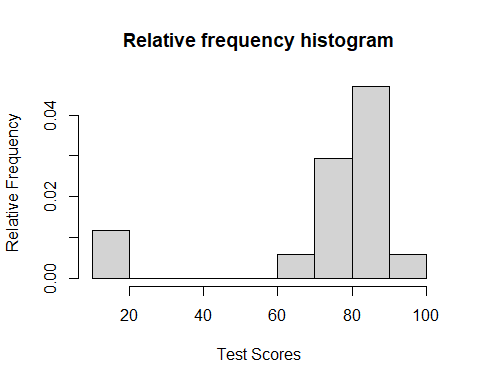 Relative frequency histogram
Relative Frequency
0.04
0.02
0.00
20 40 60 80 100
Test Scores